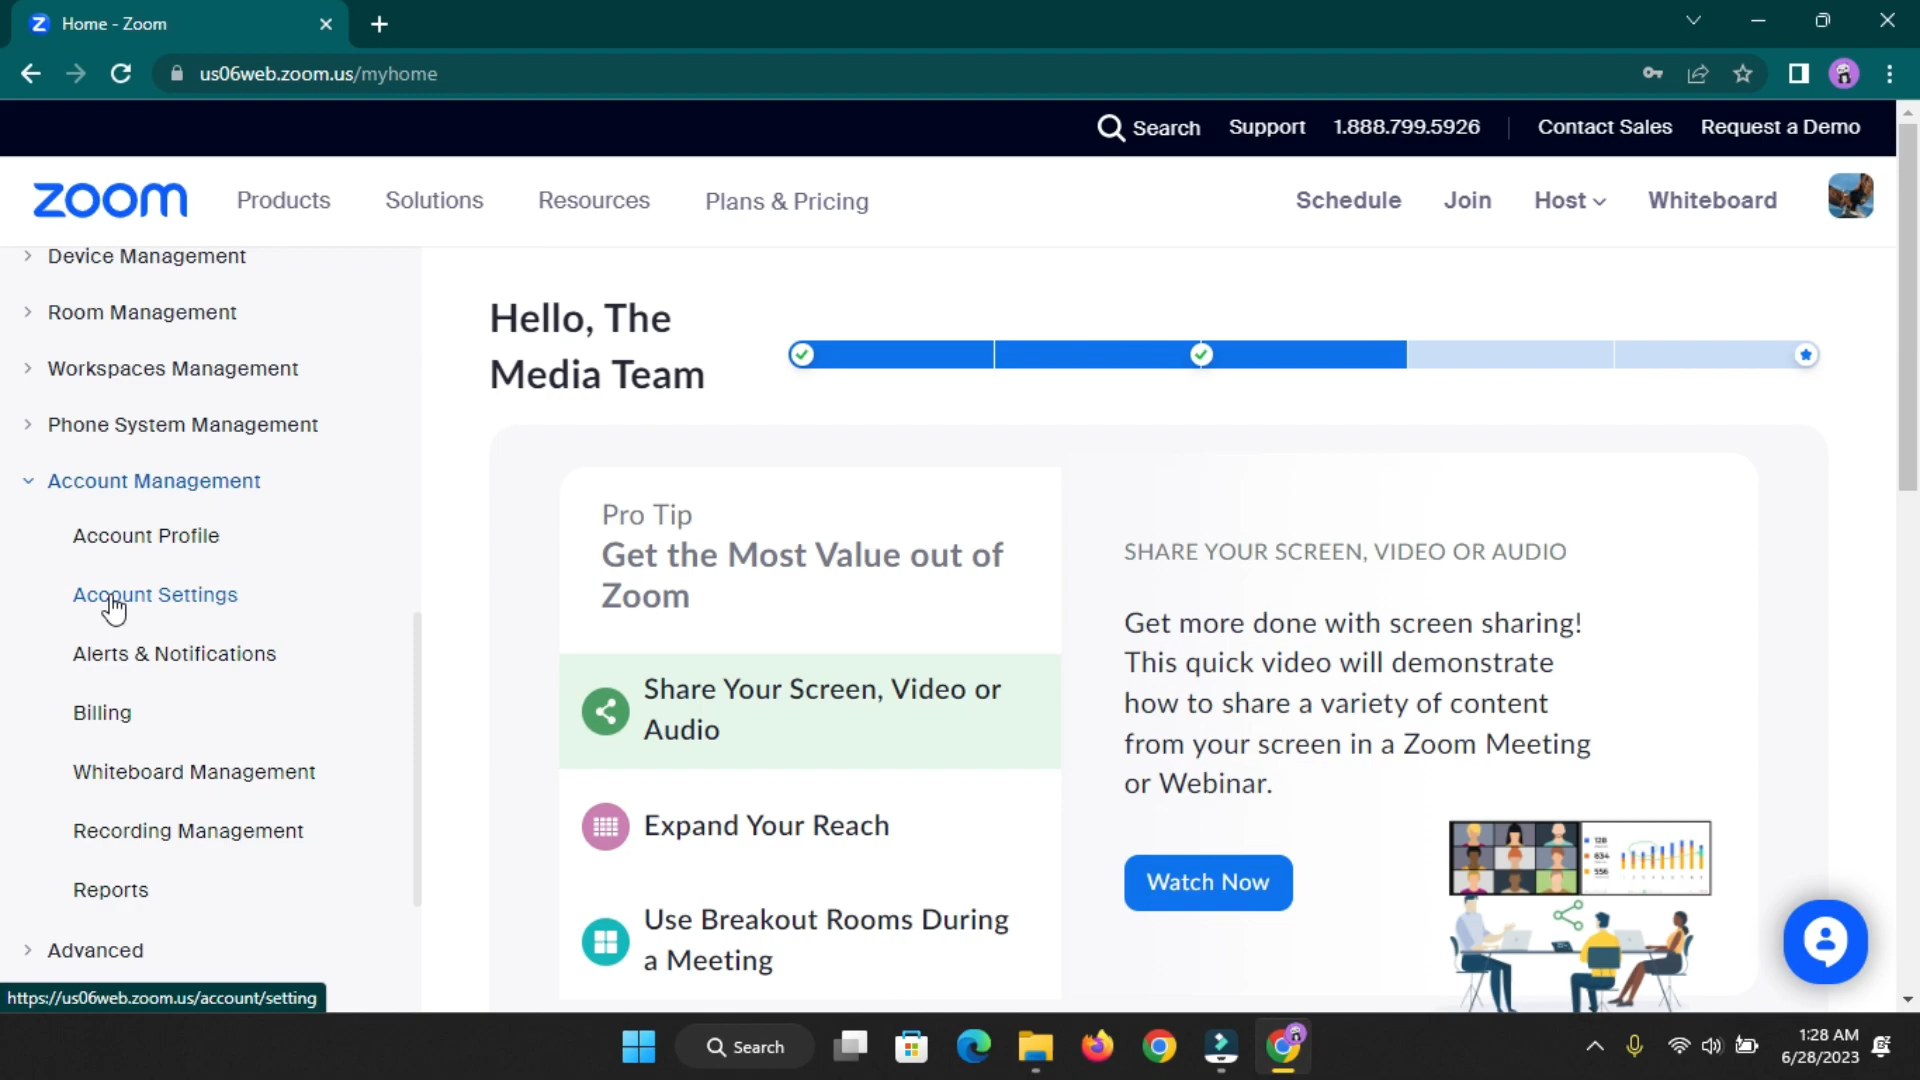 Home - Zoom
us06web.zoom.us/myhome
Search Support 1.888.799.5926 Contact Sales Request a Demo
zoom Products Solutions Resources Plans & Pricing Schedule Join Host Whiteboard
Device Management
Room Management
Workspaces Management
Phone System Management
Account Management
Account Profile
Account Settings
Alerts & Notifications
Billing
Whiteboard Management
Recording Management
Reports
Advanced
https://us06web.zoom.us/account/setting
Hello, The
Media Team
Pro Tip
Get the Most Value out of
Zoom
Share Your Screen, Video or
Audio
Expand Your Reach
Use Breakout Rooms During
a Meeting
SHARE YOUR SCREEN, VIDEO OR AUDIO
Get more done with screen sharing!
This quick video will demonstrate
how to share a variety of content
from your screen in a Zoom Meeting
or Webinar.
Watch Now
128
634
556
Search
1:28 AM
6/28/2023